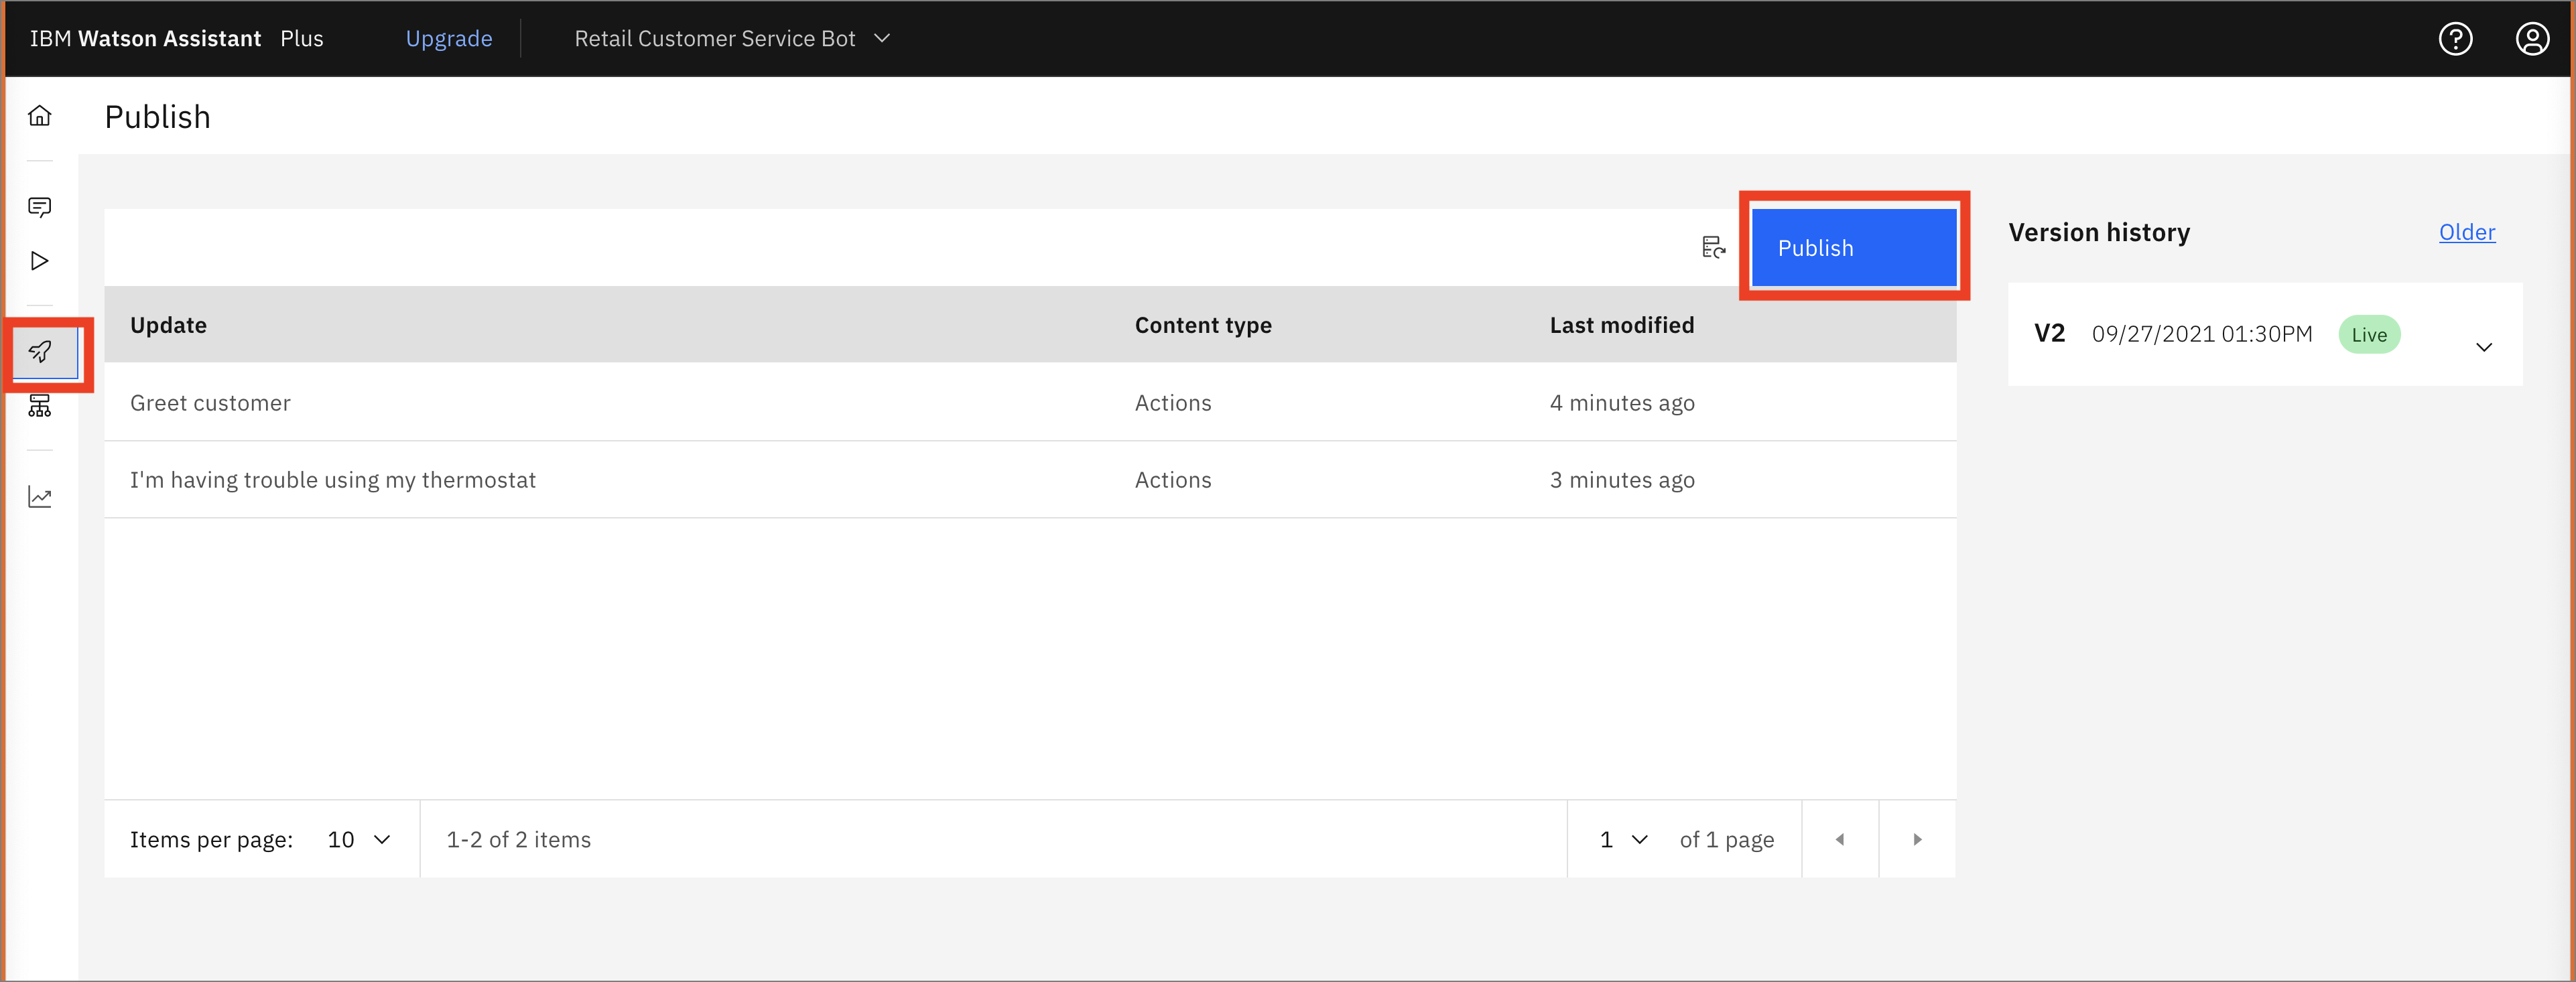 IBM Watson Assistant Plus Upgrade Retail Customer Service Bot
Publish
Publish
Update Content type Last modified
Greet customer Actions 4 minutes ago
I'm having trouble using my thermostat Actions 3 minutes ago
Items per page: 10 1-2 of 2 items 1 of 1 page
Version history Older
V2 09/27/2021 01:30PM Live